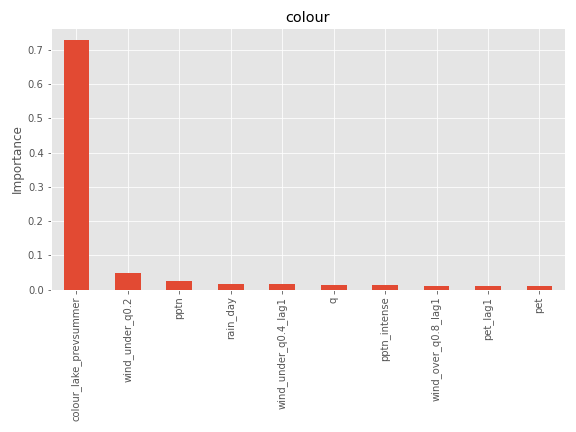 colour
Importance
0.7
0.6
0.5
0.4
0.3
0.2
0.1
0.0
colour_lake_prevsummer
wind_under_q0.2
pptn
rain_day
wind_under_q0.4_lag1
q
pptn_intense
wind_over_q0.8_lag1
pet_lag1
pet